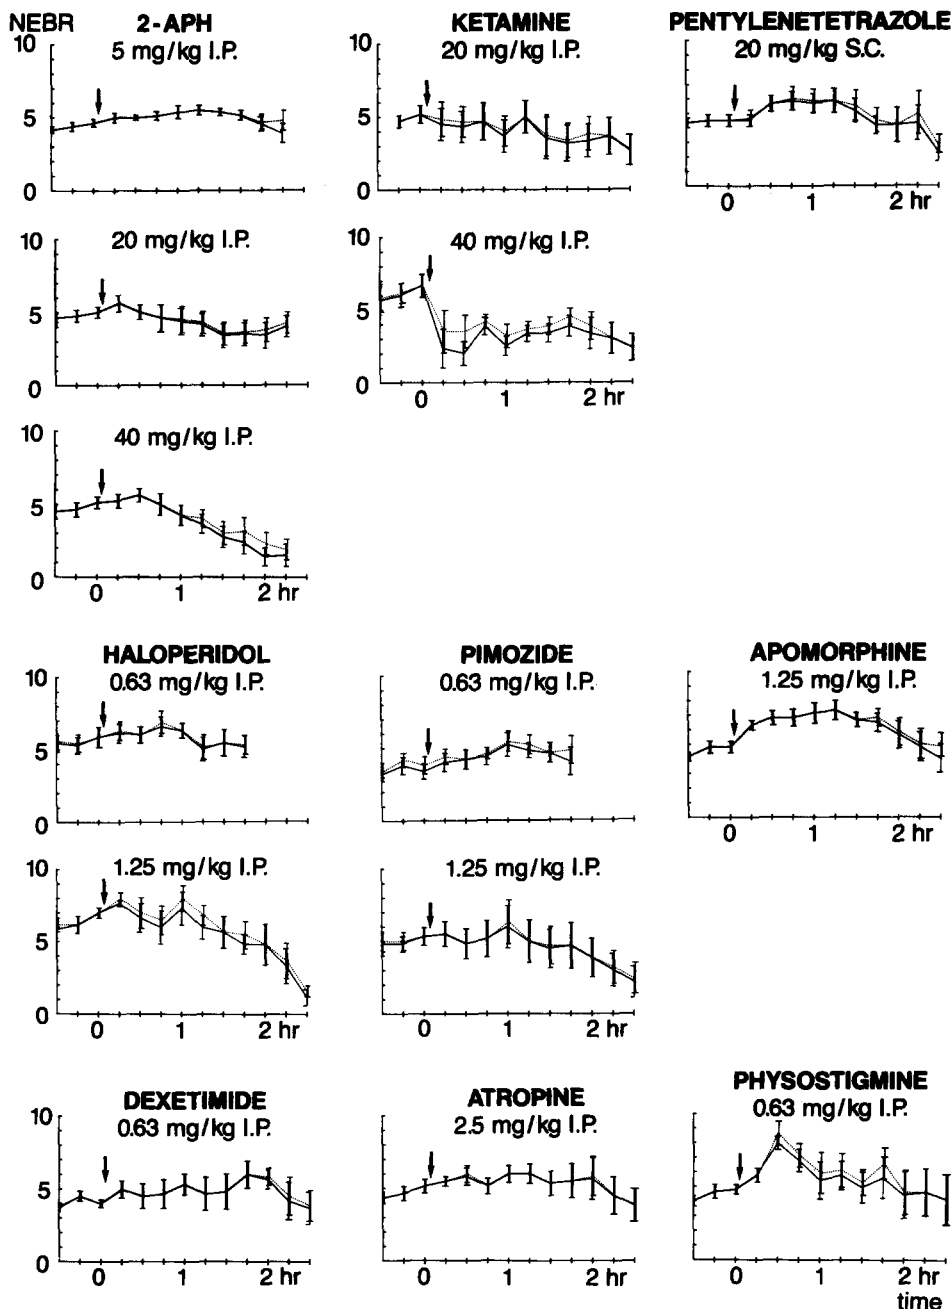 NEBR 2-APH KETAMINE PENTYLENETETRAZOLE
5 mg/kg I.P. 20 mg/kg I.P. 20 mg/kg S.C.
10 10 10
5 5 5
0 0 0
0 1 2 hr
20 mg/kg I.P. 40 mg/kg I.P.
10 10
5 5
0 0
0 1 2 hr
40 mg/kg I.P.
10
5
0
0 1 2 hr
HALOPERIDOL PIMOZIDE APOMORPHINE
0.63 mg/kg I.P. 0.63 mg/kg I.P. 1.25 mg/kg I.P.
10
5
0
0 1 2 hr
1.25 mg/kg I.P. 1.25 mg/kg I.P.
10
5
0
0 1 2 hr 0 1 2 hr
DEXETIMIDE ATROPINE PHYSOSTIGMINE
0.63 mg/kg I.P. 2.5 mg/kg I.P. 0.63 mg/kg I.P.
10
5
0
0 1 2 hr 0 1 2 hr 0 1 2 hr
time